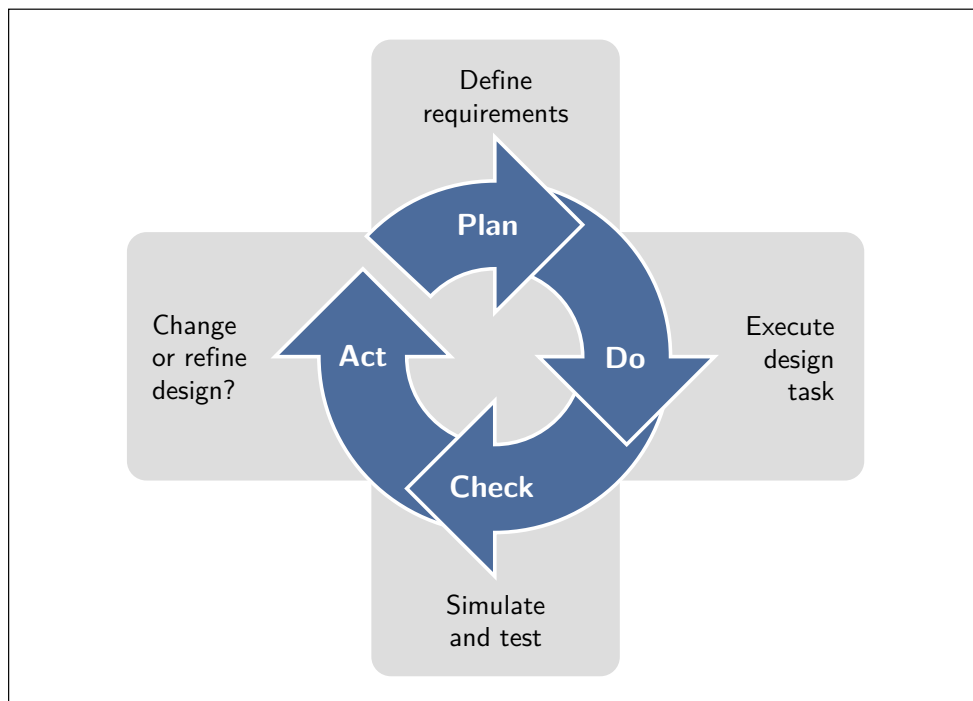 Define
requirements
Plan
Change
or refine
design?
Act
Do
Execute
design
task
Check
Simulate
and test